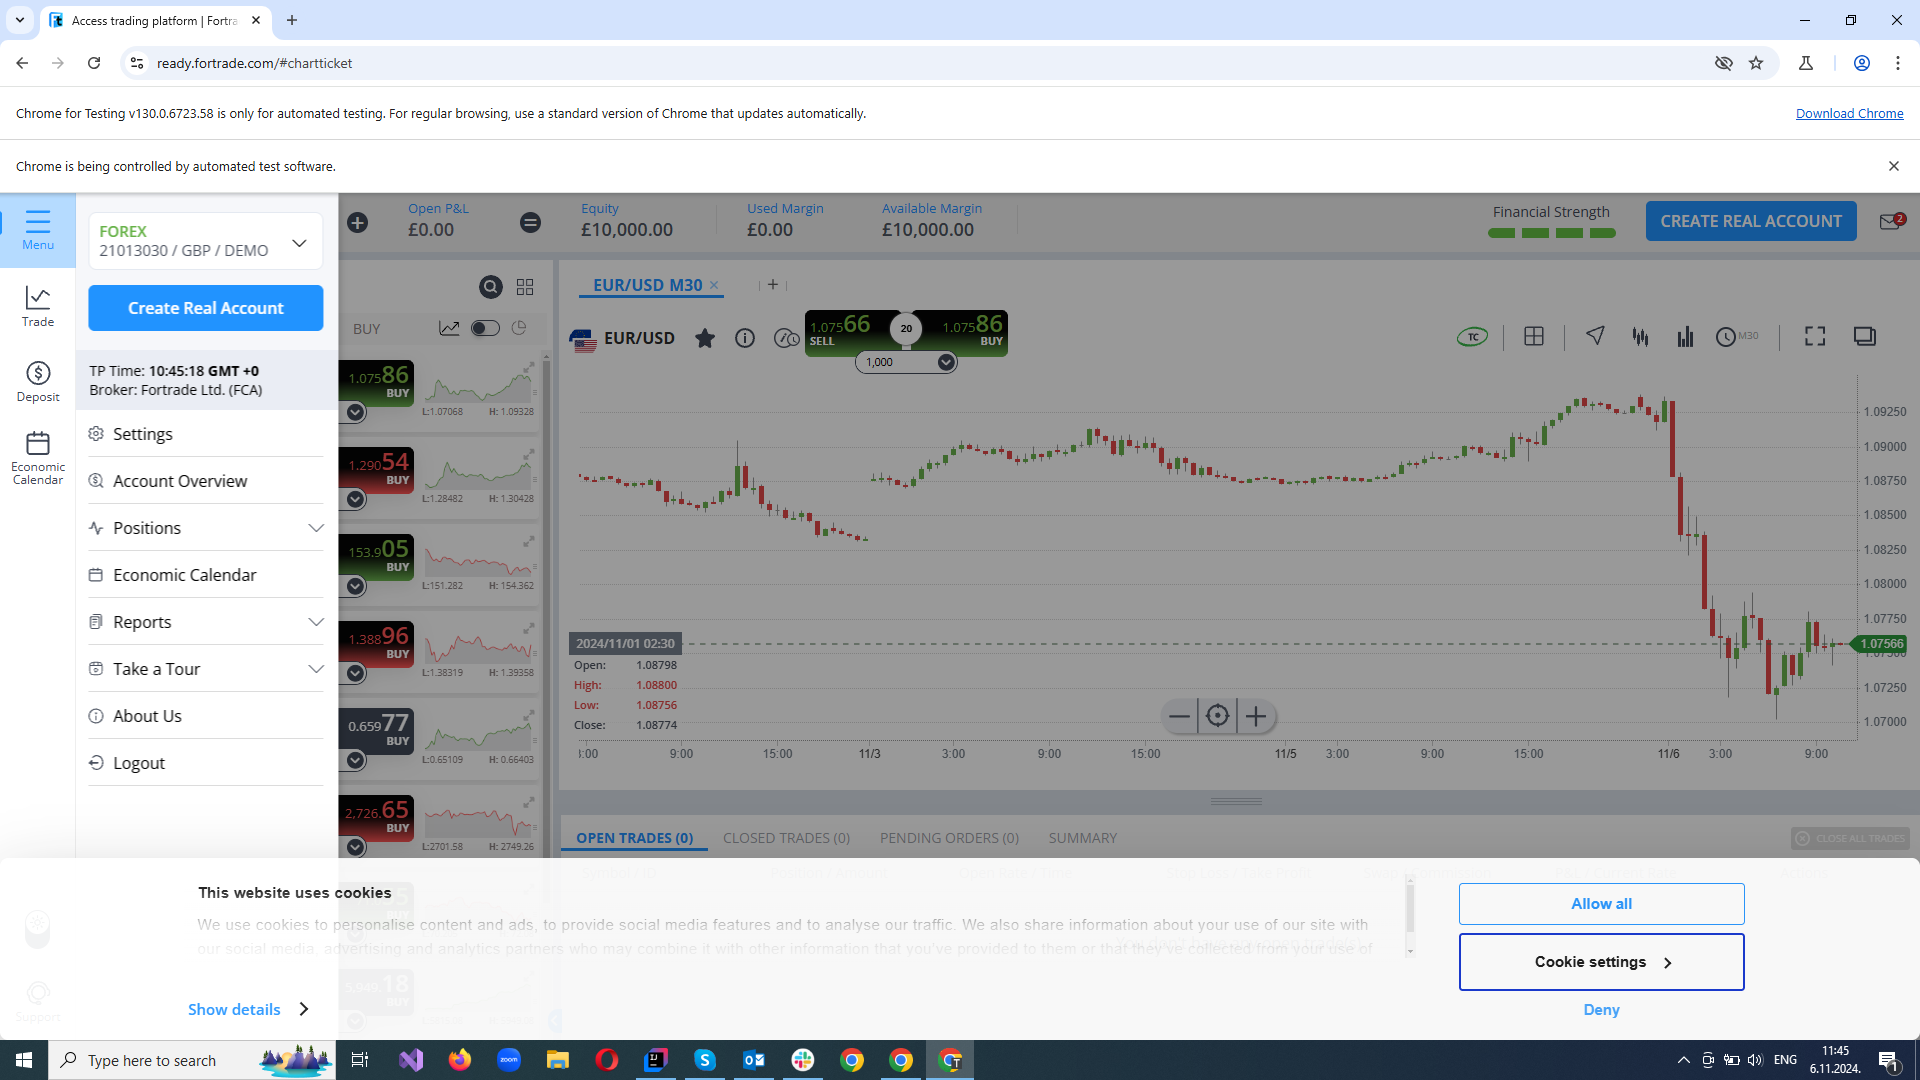 Access trading platform | Fortra
ready.fortrade.com/#chartticket
Chrome for Testing v130.0.6723.58 is only for automated testing. For regular browsing, use a standard version of Chrome that updates automatically.
Download Chrome
Chrome is being controlled by automated test software.
Menu
Trade
Deposit
Economic
Calendar
FOREX
21013030 / GBP / DEMO
Create Real Account
TP Time: 10:45:18 GMT +0
Broker: Fortrade Ltd. (FCA)
Settings
Account Overview
Positions
Economic Calendar
Reports
Take a Tour
About Us
Logout
Open P&L
£0.00
Equity
£10,000.00
Used Margin
£0.00
Available Margin
£10,000.00
Financial Strength
CREATE REAL ACCOUNT
2
BUY
1.07586
BUY
L:1.07068 H: 1.09328
1.29054
BUY
L:1.28482 H: 1.30428
153.905
BUY
L:151.282 H: 154.362
1.38896
BUY
L:1.38319 H: 1.39358
0.65977
BUY
L:0.65109 H: 0.66403
2,726.65
BUY
L:2701.58 H: 2749.26
5,949.18
BUY
EUR/USD M30
EUR/USD
1.07566
SELL
20
1.07586
BUY
1,000
TC
M30
1.09250
1.09000
1.08750
1.08500
1.08250
1.08000
1.07750
1.07566
1.07500
1.07250
1.07000
2024/11/01 02:30
Open: 1.08798
High: 1.08800
Low: 1.08756
Close: 1.08774
9:00 15:00 11/3 3:00 9:00 15:00 11/5 3:00 9:00 15:00 11/6 3:00 9:00
OPEN TRADES (0) CLOSED TRADES (0) PENDING ORDERS (0) SUMMARY
CLOSE ALL TRADES
This website uses cookies
We use cookies to personalise content and ads, to provide social media features and to analyse our traffic. We also share information about your use of our site with
our social media, advertising and analytics partners who may combine it with other information that you've provided to them or that they've collected from your use of
Show details
Allow all
Cookie settings
Deny
Support
Type here to search
zoom
ENG
11:45
6.11.2024.
1